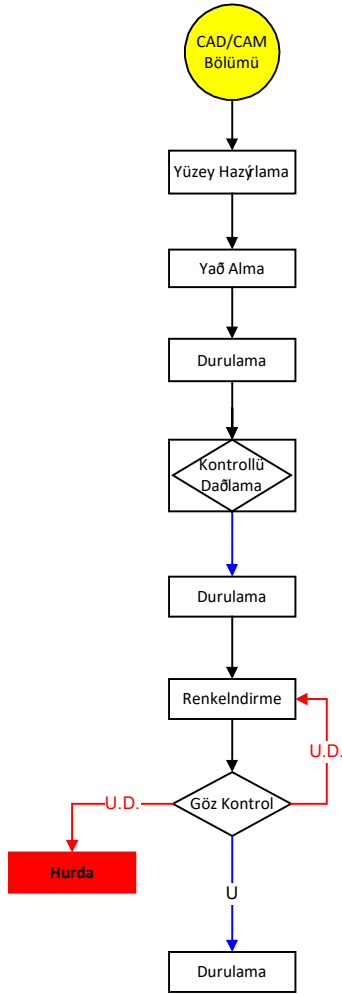 CAD/CAM
Bölümü
Yüzey Hazýrlama
Yað Alma
Durulama
Kontrollü
Daðlama
Durulama
Renkelndirme
U.D.
Göz Kontrol
U.D.
Hurda
U
Durulama